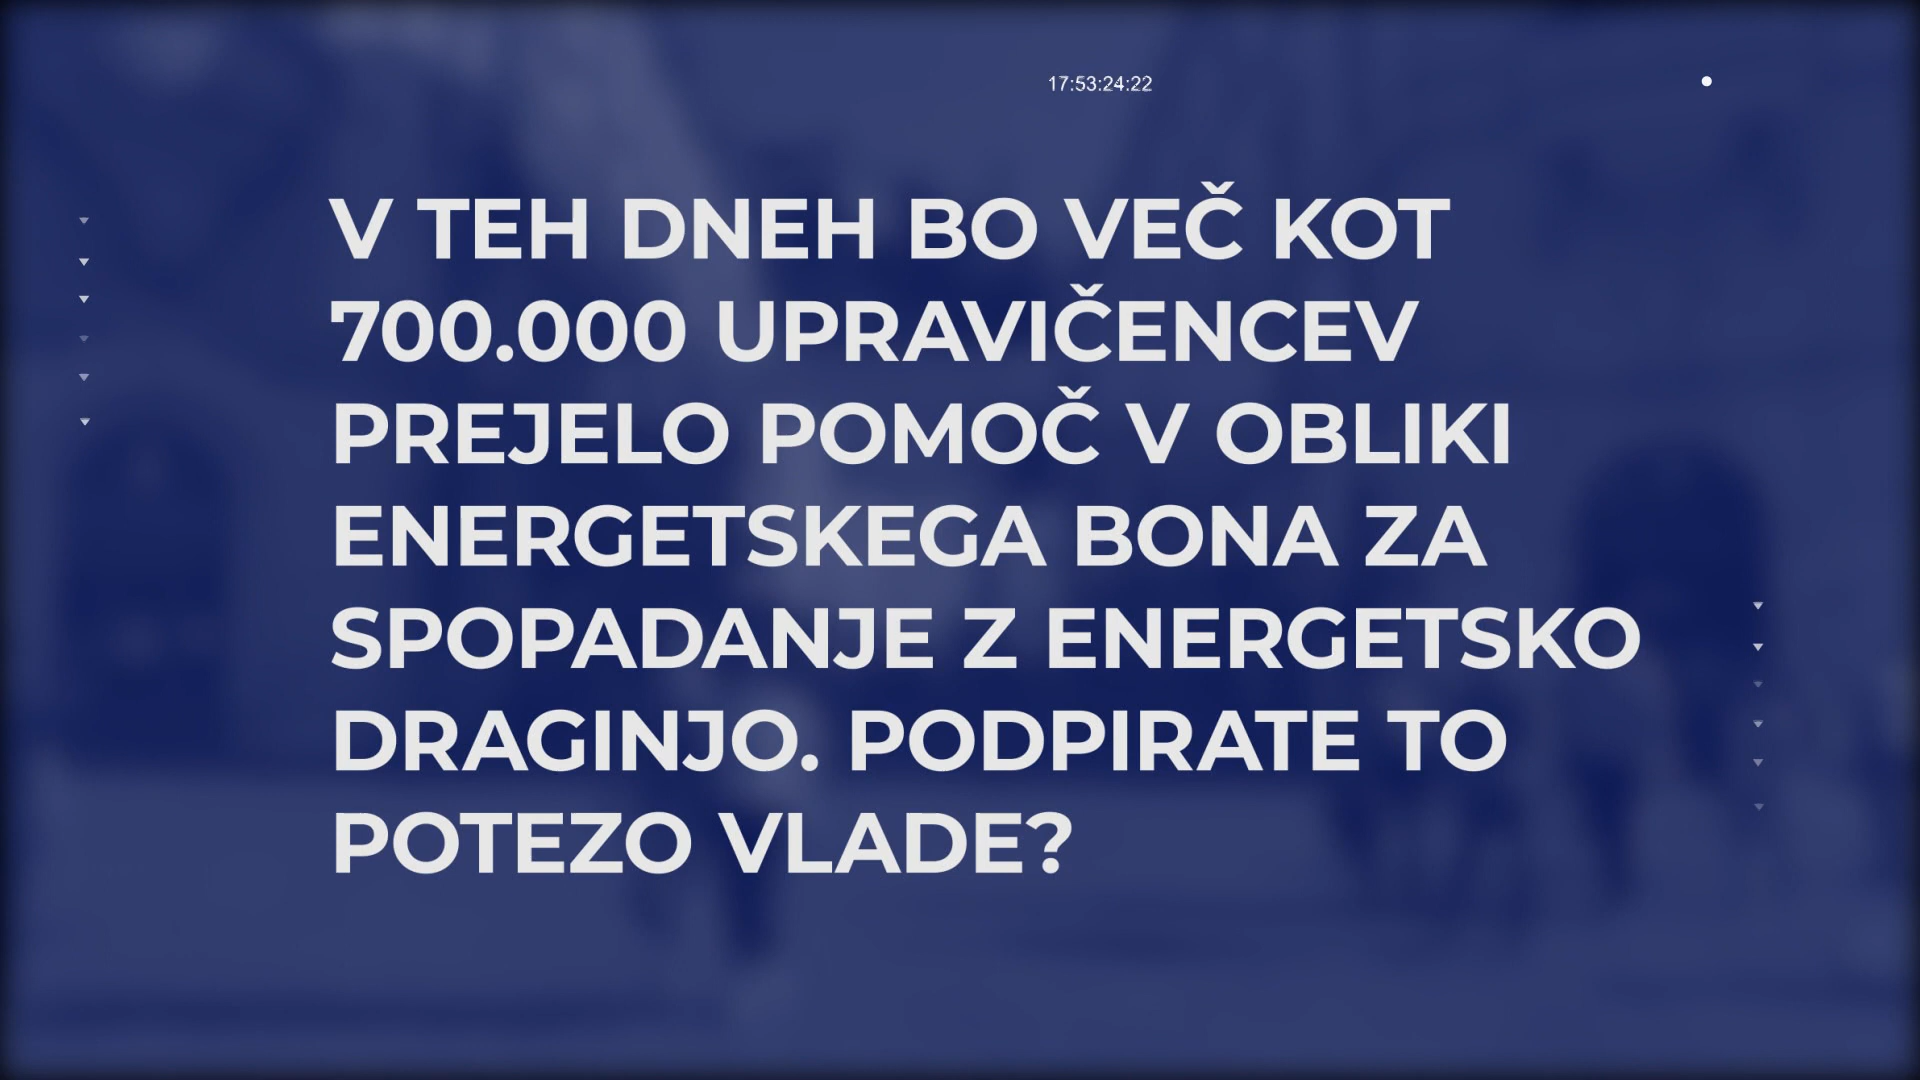 17:53:24:22
V TEH DNEH BO VEČ KOT
700.000 UPRAVIČENCEV
PREJELO POMOČ V OBLIKI
ENERGETSKEGA BONA ZA
SPOPADANJE Z ENERGETSKO
DRAGINJO. PODPIRATE TO
POTEZO VLADE?